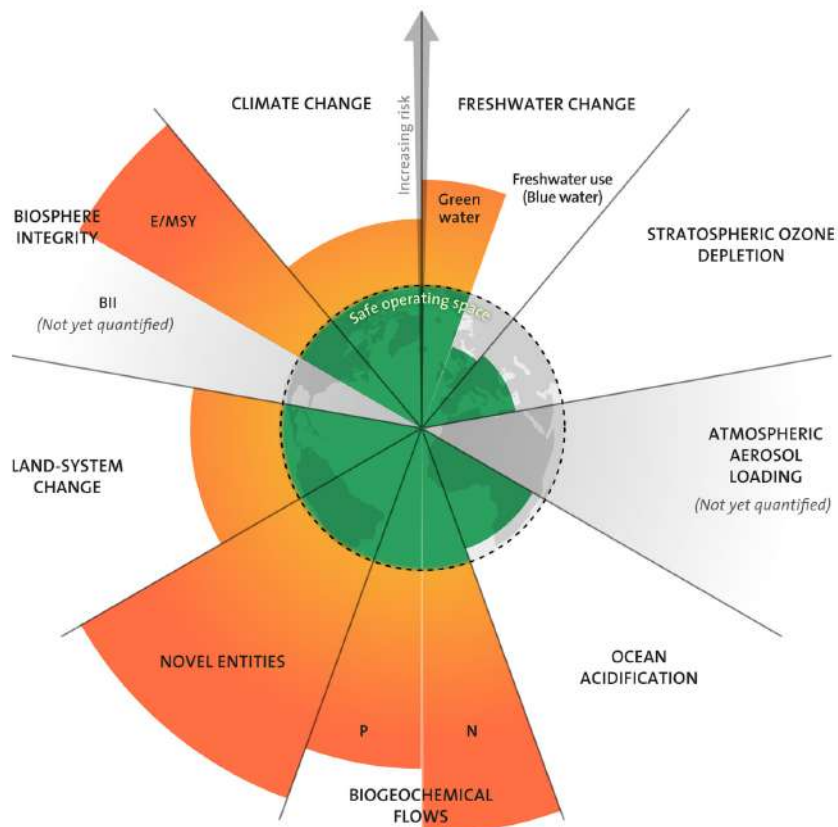 CLIMATE CHANGE
FRESHWATER CHANGE
Increasing risk
Freshwater use
(Blue water)
Green
water
BIOSPHERE
INTEGRITY
E/MSY
STRATOSPHERIC OZONE
DEPLETION
BII
(Not yet quantified)
Safe operating space
LAND-SYSTEM
CHANGE
ATMOSPHERIC
AEROSOL
LOADING
(Not yet quantified)
NOVEL ENTITIES
OCEAN
ACIDIFICATION
P
N
BIOGEOCHEMICAL
FLOWS